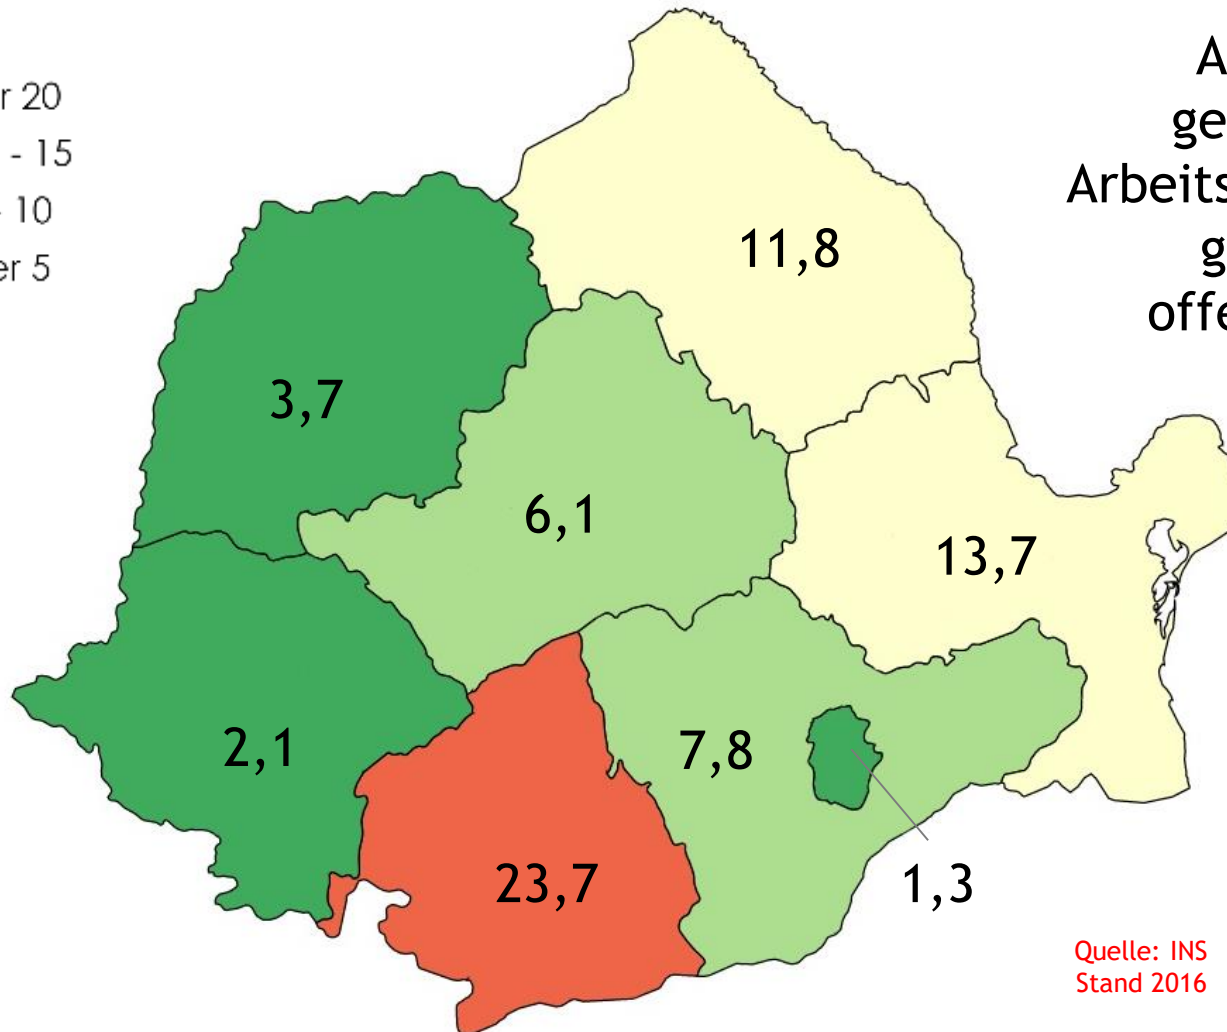 r 20
- 15
- 10
er 5
A
ge
Arbeits
g
offe
11,8
3,7
6,1
13,7
2,1
7,8
23,7
1,3
Quelle: INS
Stand 2016